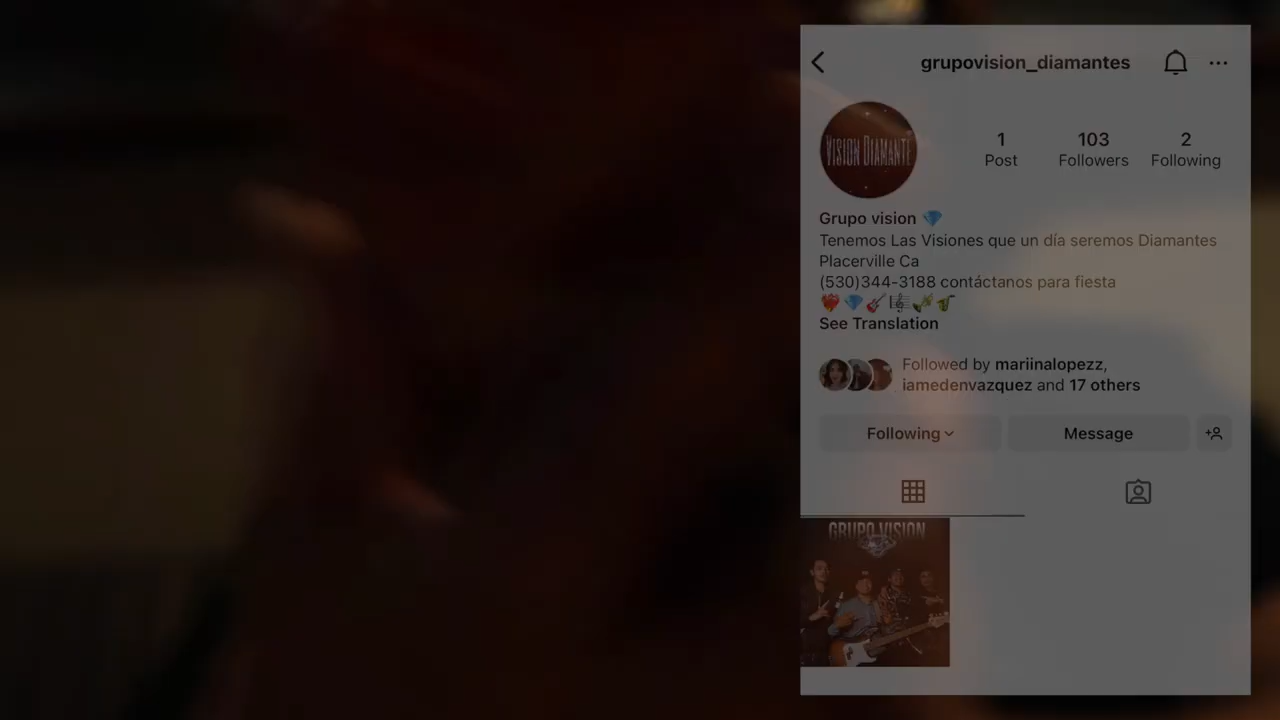 grupovision_diamantes
VISION DIAMANTE
1
Post
103
Followers
2
Following
Grupo vision 💎
Tenemos Las Visiones que un día seremos Diamantes
Placerville Ca
(530)344-3188 contáctanos para fiesta
❤️‍🔥💎🎸🎼🎺🎷
See Translation
Followed by mariinalopezz,
iamedenvazquez and 17 others
Following
Message
GRUPO VISION